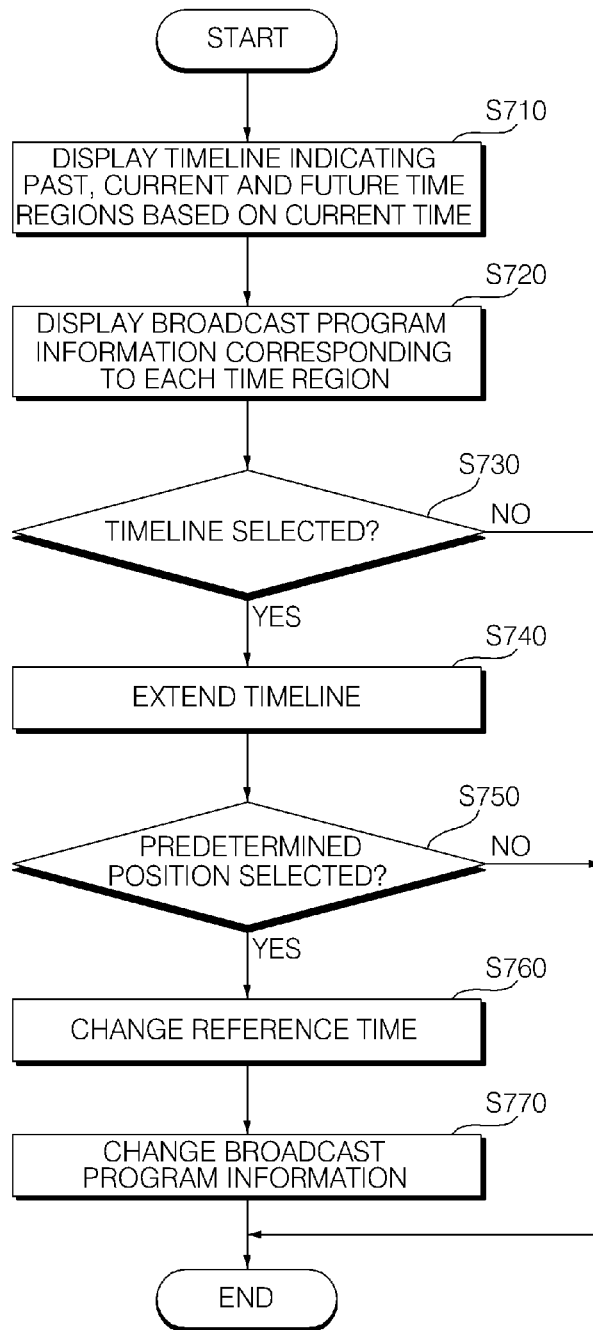 START
S710
DISPLAY TIMELINE INDICATING
PAST, CURRENT AND FUTURE TIME
REGIONS BASED ON CURRENT TIME
S720
DISPLAY BROADCAST PROGRAM
INFORMATION CORRESPONDING
TO EACH TIME REGION
S730
TIMELINE SELECTED?
NO
YES
S740
EXTEND TIMELINE
S750
PREDETERMINED
POSITION SELECTED?
NO
YES
S760
CHANGE REFERENCE TIME
S770
CHANGE BROADCAST
PROGRAM INFORMATION
END